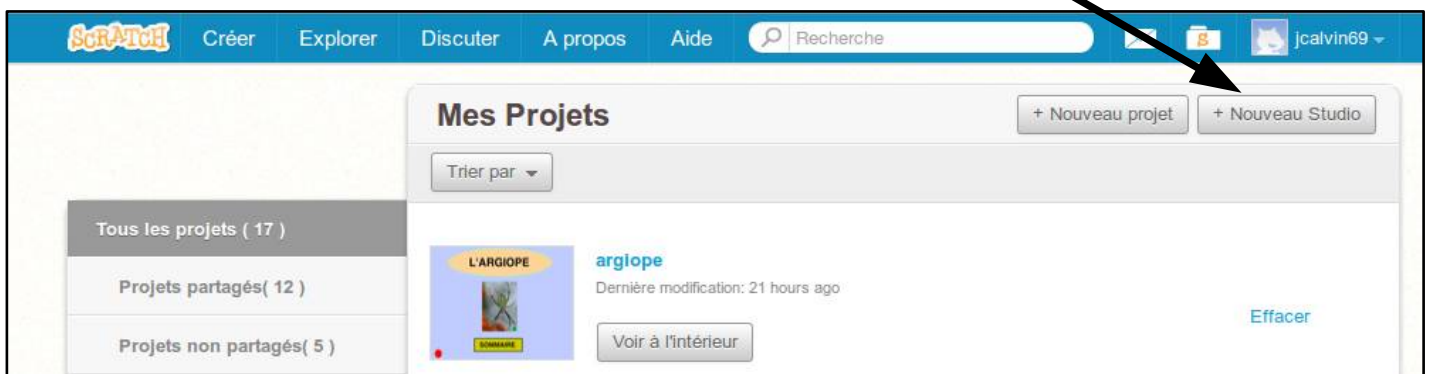 SCRATCH Créer Explorer Discuter A propos Aide Recherche S jcalvin69
Mes Projets + Nouveau projet + Nouveau Studio
Trier par
Tous les projets ( 17 )
Projets partagés( 12 )
Projets non partagés( 5 )
L'ARGIOPE
SOMMAIRE
argiope
Dernière modification: 21 hours ago
Voir à l'intérieur
Effacer